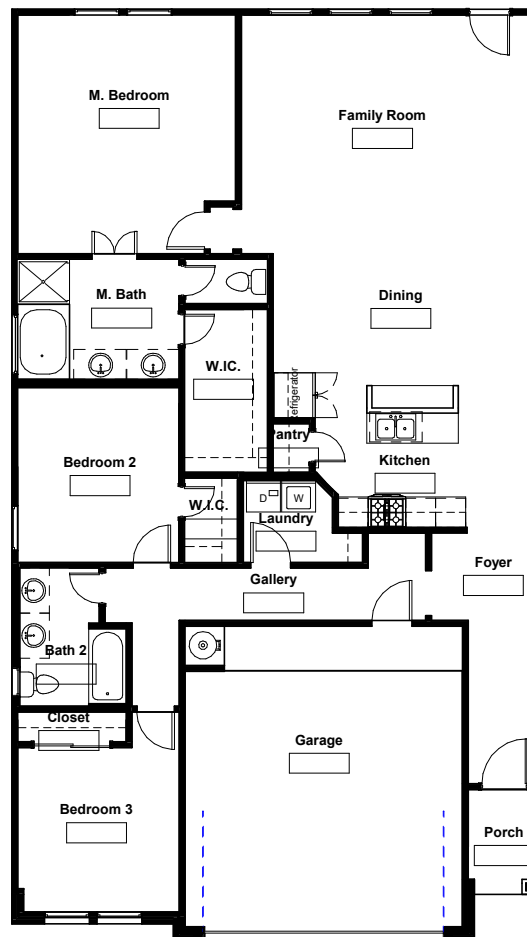 M. Bedroom
Family Room
M. Bath
Dining
W.IC.
Refrigerator
Pantry
Bedroom 2
Kitchen
W.I.C.
D
W
Laundry
Foyer
Gallery
Bath 2
Closet
Garage
Bedroom 3
Porch